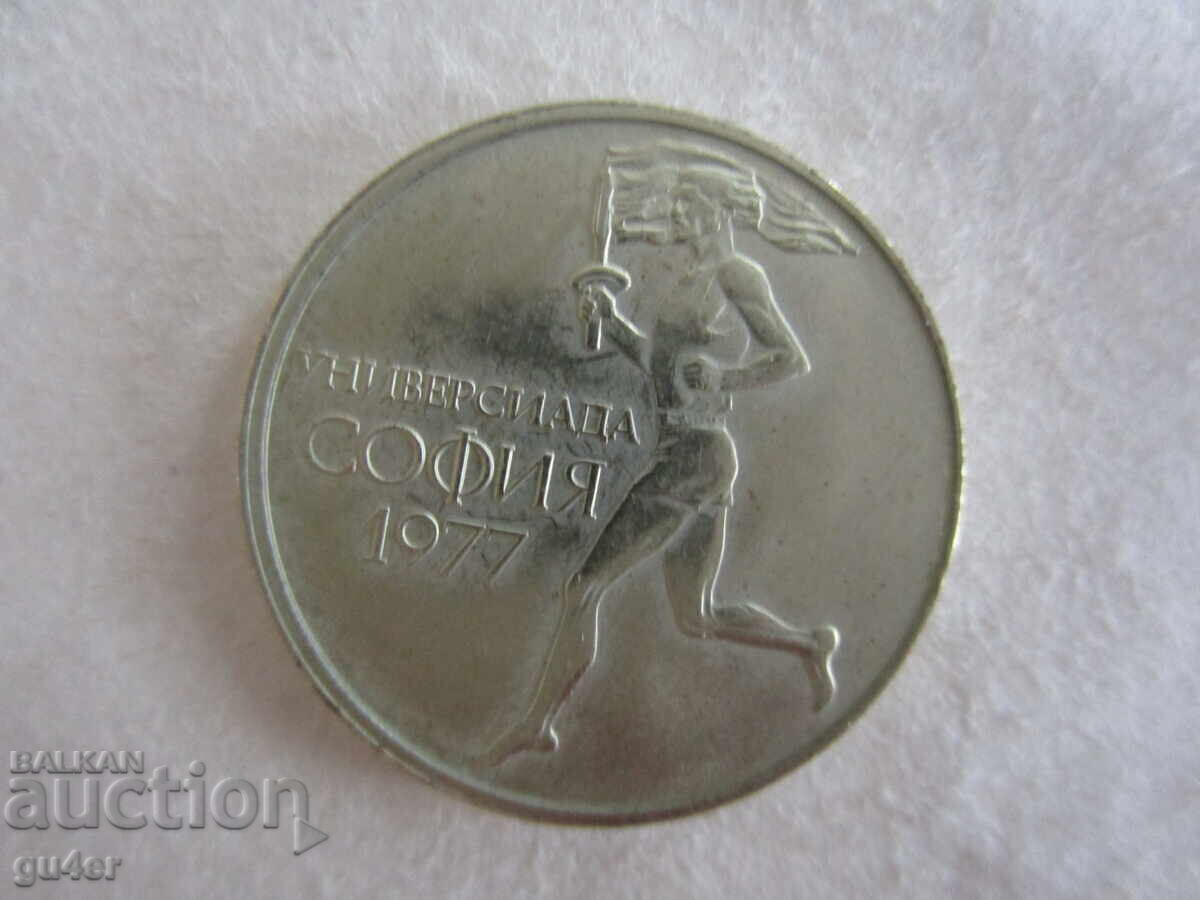 УНИВЕРСИАДА
СОФИЯ
1977
BALKAN
auction
gu4er